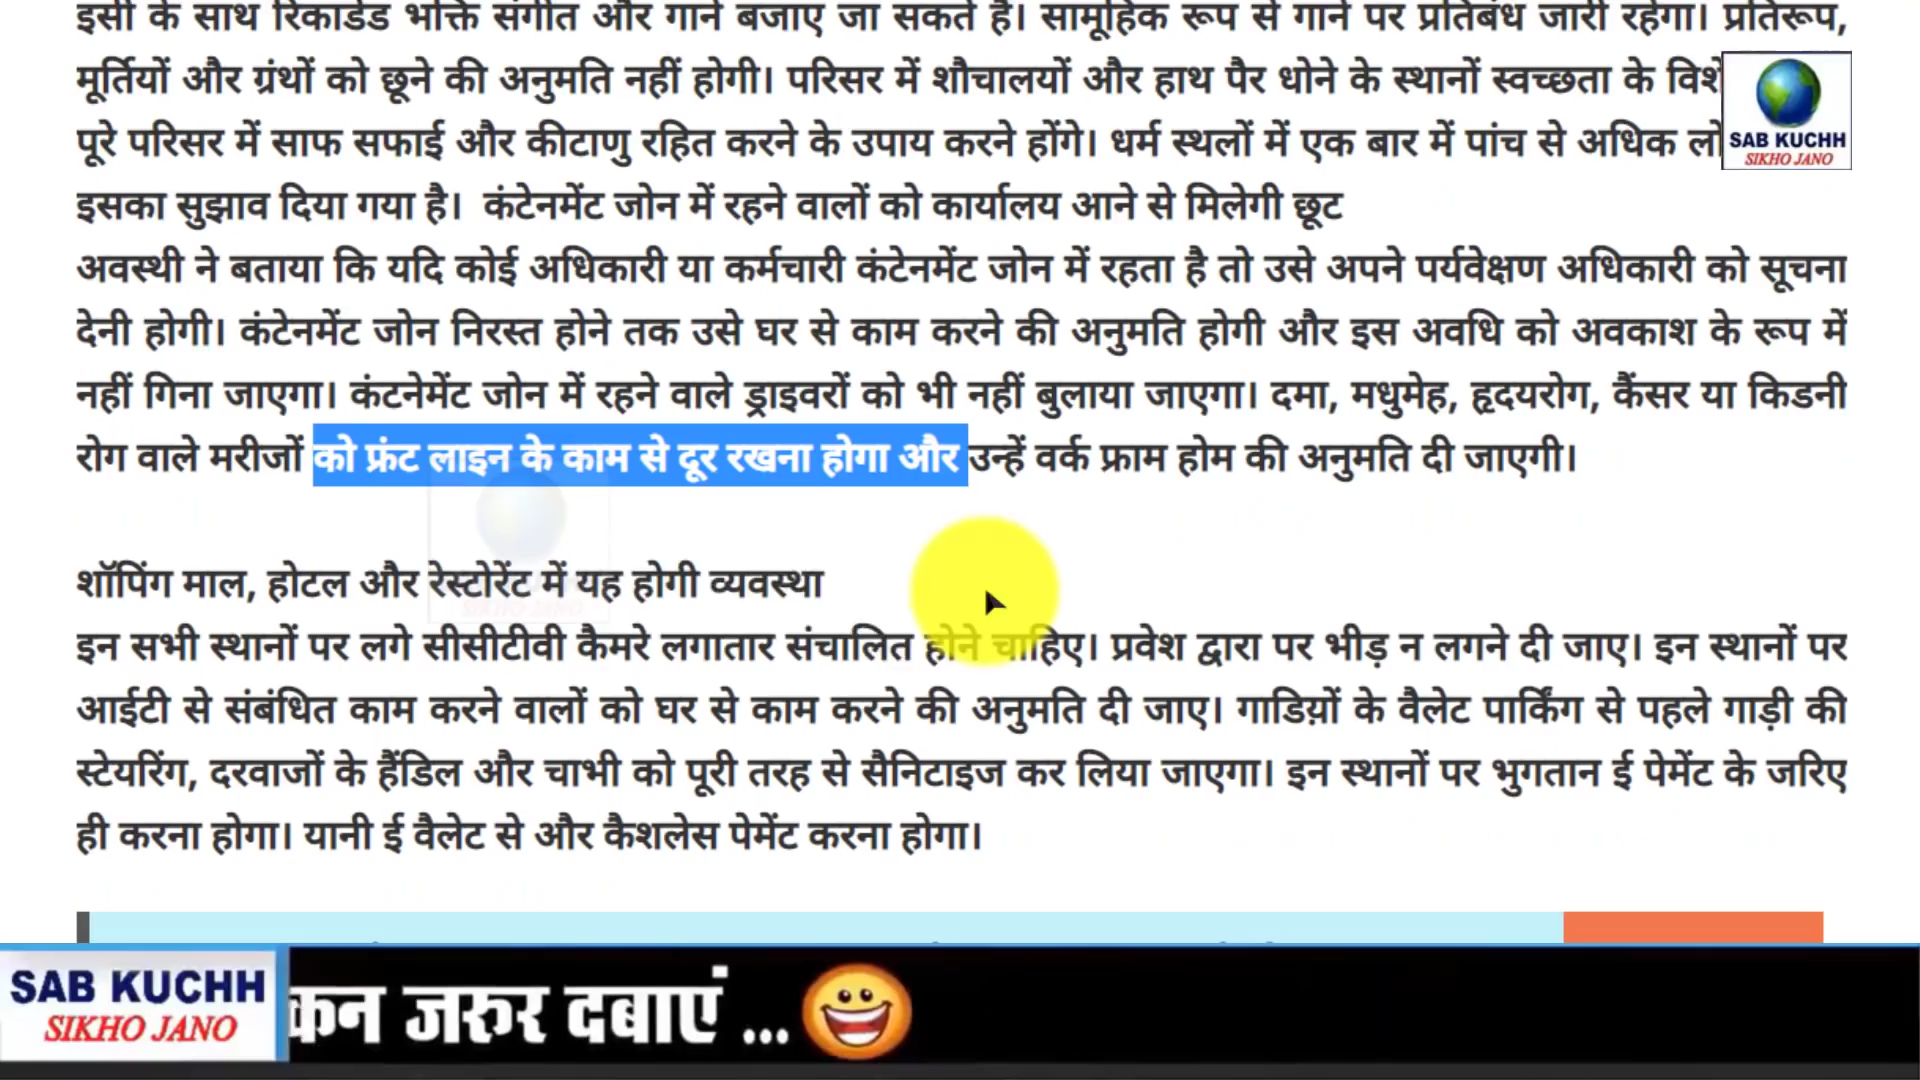 इसी के साथ रिकार्डेड भक्ति संगीत और गाने बजाए जा सकते है। सामूहिक रूप से गाने पर प्रतिबंध जारी रहेगा। प्रतिरूप,
मूर्तियों और ग्रंथों को छूने की अनुमति नहीं होगी। परिसर में शौचालयों और हाथ पैर धोने के स्थानों स्वच्छता के
पूरे परिसर में साफ सफाई और कीटाणु रहित करने के उपाय करने होंगे। धर्म स्थलों में एक बार में पांच से अधिक
इसका सुझाव दिया गया है। कंटेनमेंट जोन में रहने वालों को कार्यालय आने से मिलेगी छूट
अवस्थी ने बताया कि यदि कोई अधिकारी या कर्मचारी कंटेनमेंट जोन में रहता है तो उसे अपने पर्यवेक्षण अधिकारी को सूचना
देनी होगी। कंटेनमेंट जोन निरस्त होने तक उसे घर से काम करने की अनुमति होगी और इस अवधि को अवकाश के रूप में
नहीं गिना जाएगा। कंटनेमेंट जोन में रहने वाले ड्राइवरों को भी नहीं बुलाया जाएगा। दमा, मधुमेह, हृदयरोग, कैंसर या किडनी
रोग वाले मरीजों को फ्रंट लाइन के काम से दूर रखना होगा और उन्हें वर्क फ्राम होम की अनुमति दी जाएगी।
शॉपिंग माल, होटल और रेस्टोरेंट में यह होगी व्यवस्था
इन सभी स्थानों पर लगे सीसीटीवी कैमरे लगातार संचालित होने चाहिए। प्रवेश द्वारा पर भीड़ न लगने दी जाए। इन स्थानों पर
आईटी से संबंधित काम करने वालों को घर से काम करने की अनुमति दी जाए। गाडिय़ों के वैलेट पार्किंग से पहले गाड़ी की
स्टेयरिंग, दरवाजों के हैंडिल और चाभी को पूरी तरह से सैनिटाइज कर लिया जाएगा। इन स्थानों पर भुगतान ई पेमेंट के जरिए
ही करना होगा। यानी ई वैलेट से और कैशलेस पेमेंट करना होगा।
SAB KUCHH
SIKHO JANO
SAB KUCHH
SIKHO JANO
कन जरुर दबाएं ...